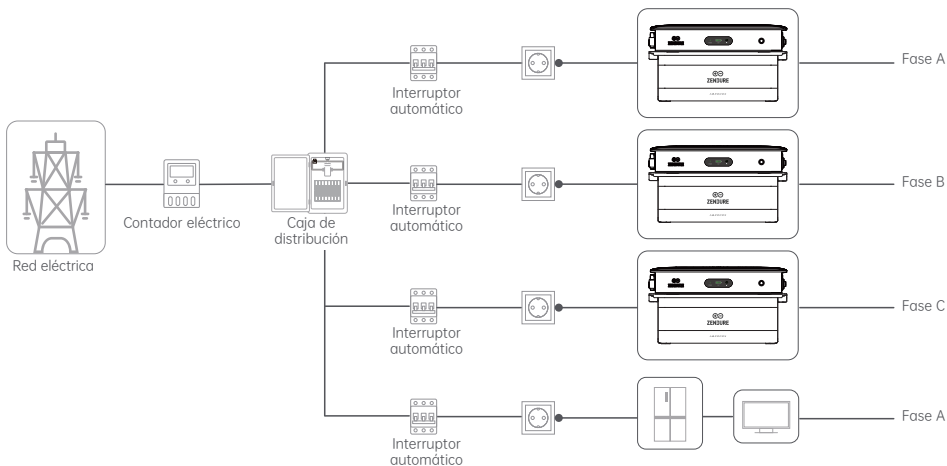 Fase A
Interruptor
automático
ZENDURE
Fase B
Interruptor
automático
ZENDURE
Contador eléctrico
Caja de
distribución
Red eléctrica
Fase C
Interruptor
automático
ZENDURE
Fase A
Interruptor
automático